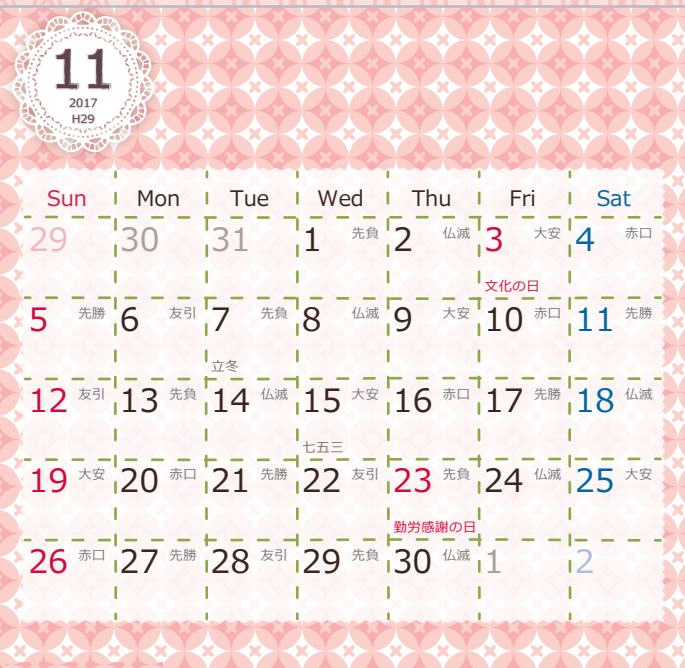 11
2017
H29
Sun Mon Tue Wed Thu Fri Sat
29 30 31 1 先負 2 仏滅 3 大安 4 赤口
文化の日
5 先勝 6 友引 7 先負 8 仏滅 9 大安 10 赤口 11 先勝
立冬
12 友引 13 先負 14 仏滅 15 大安 16 赤口 17 先勝 18 仏滅
七五三
19 大安 20 赤口 21 先勝 22 友引 23 先負 24 仏滅 25 大安
勤労感謝の日
26 赤口 27 先勝 28 友引 29 先負 30 仏滅 1 2